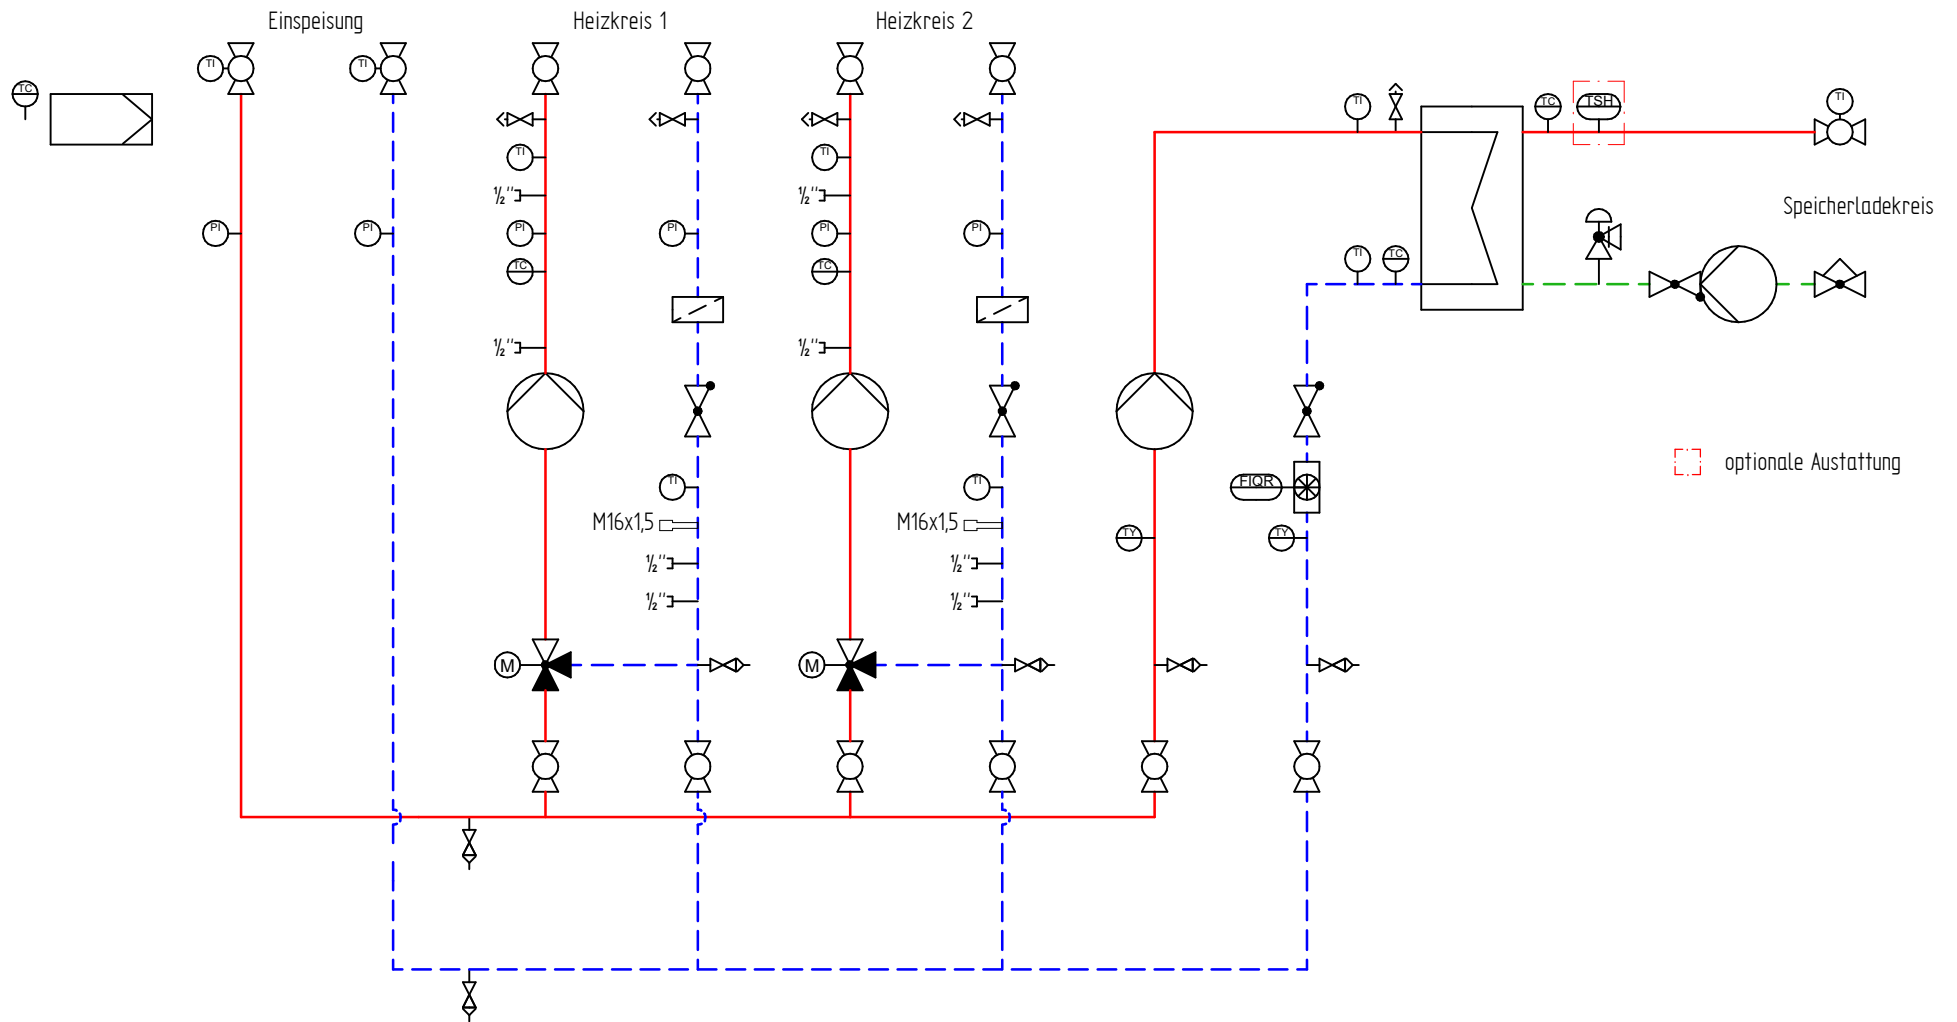 Einspeisung
Heizkreis 1
Heizkreis 2
TI
TI
TC
TI
TC
TSH
TI
TI
TI
½"
½"
Speicherladekreis
PI
PI
PI
PI
PI
PI
TC
TC
TI
TC
½"
½"
optionale Austattung
TI
TI
FIQR
M16x1,5
M16x1,5
TY
TY
½"
½"
½"
½"
M
M